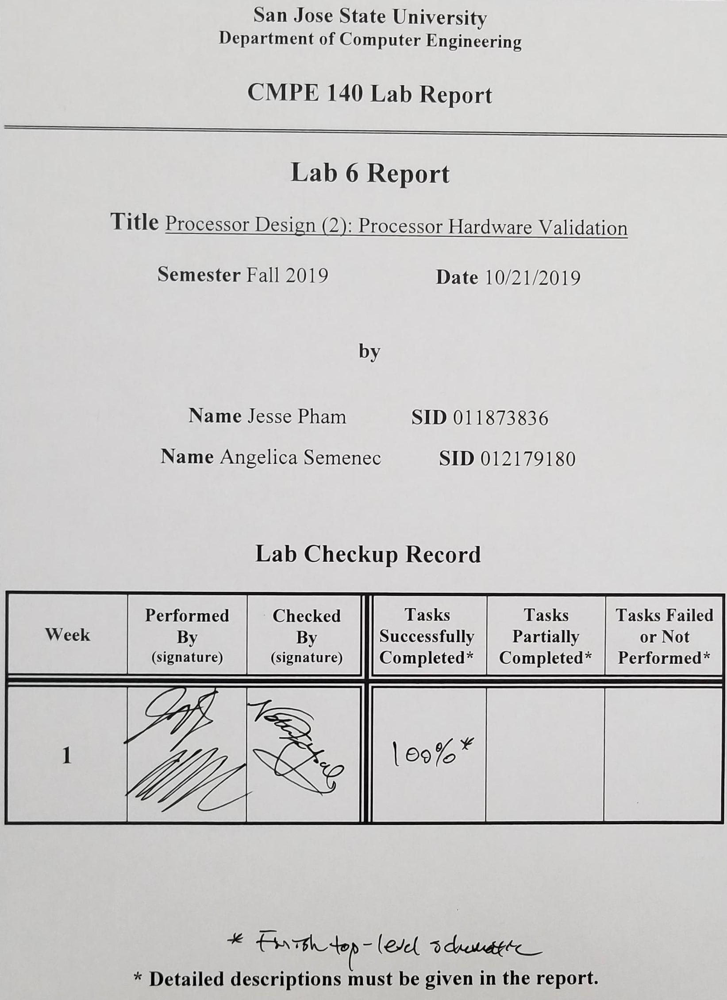 San Jose State University
Department of Computer Engineering
CMPE 140 Lab Report
Lab 6 Report
Title Processor Design (2): Processor Hardware Validation
Semester Fall 2019 Date 10/21/2019
by
Name Jesse Pham SID 011873836
Name Angelica Semenec SID 012179180
Lab Checkup Record
Week
Performed
By
(signature)
Checked
By
(signature)
Tasks
Successfully
Completed*
Tasks
Partially
Completed*
Tasks Failed
or Not
Performed*
1
100%*
* Finish top-level schematic
* Detailed descriptions must be given in the report.